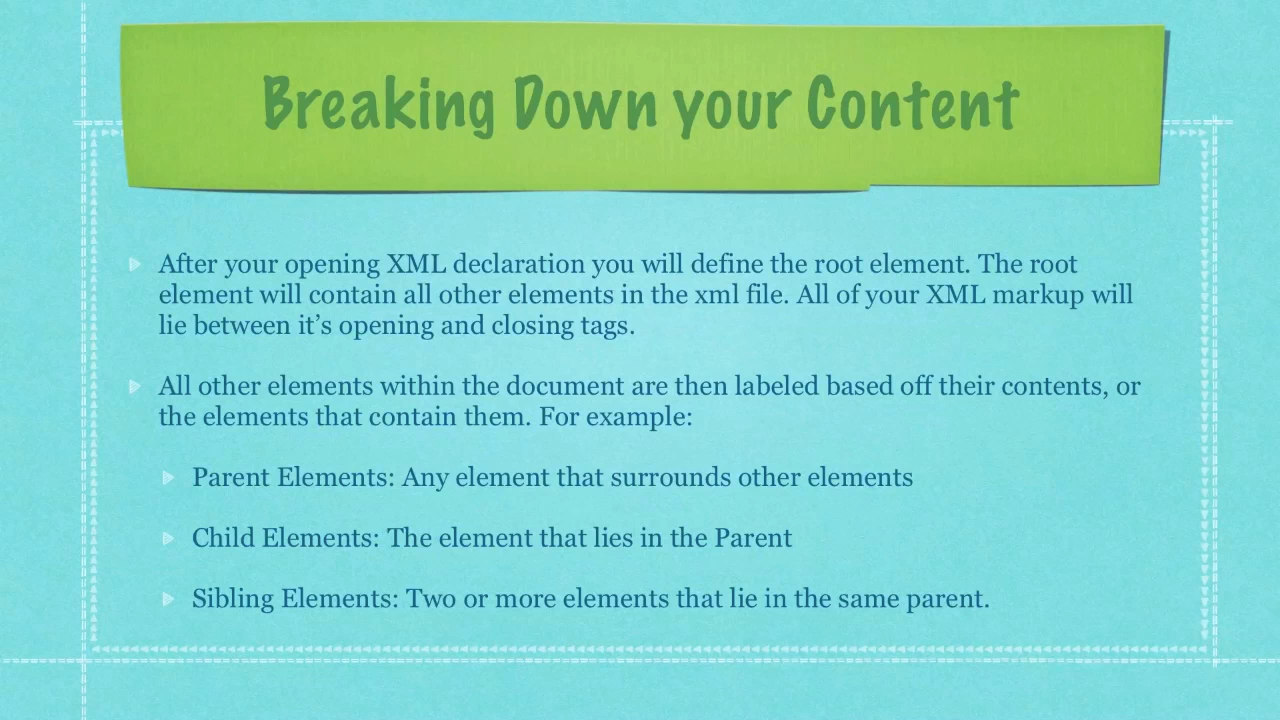 Breaking Down your Content
After your opening XML declaration you will define the root element. The root
element will contain all other elements in the xml file. All of your XML markup will
lie between it’s opening and closing tags.
All other elements within the document are then labeled based off their contents, or
the elements that contain them. For example:
Parent Elements: Any element that surrounds other elements
Child Elements: The element that lies in the Parent
Sibling Elements: Two or more elements that lie in the same parent.